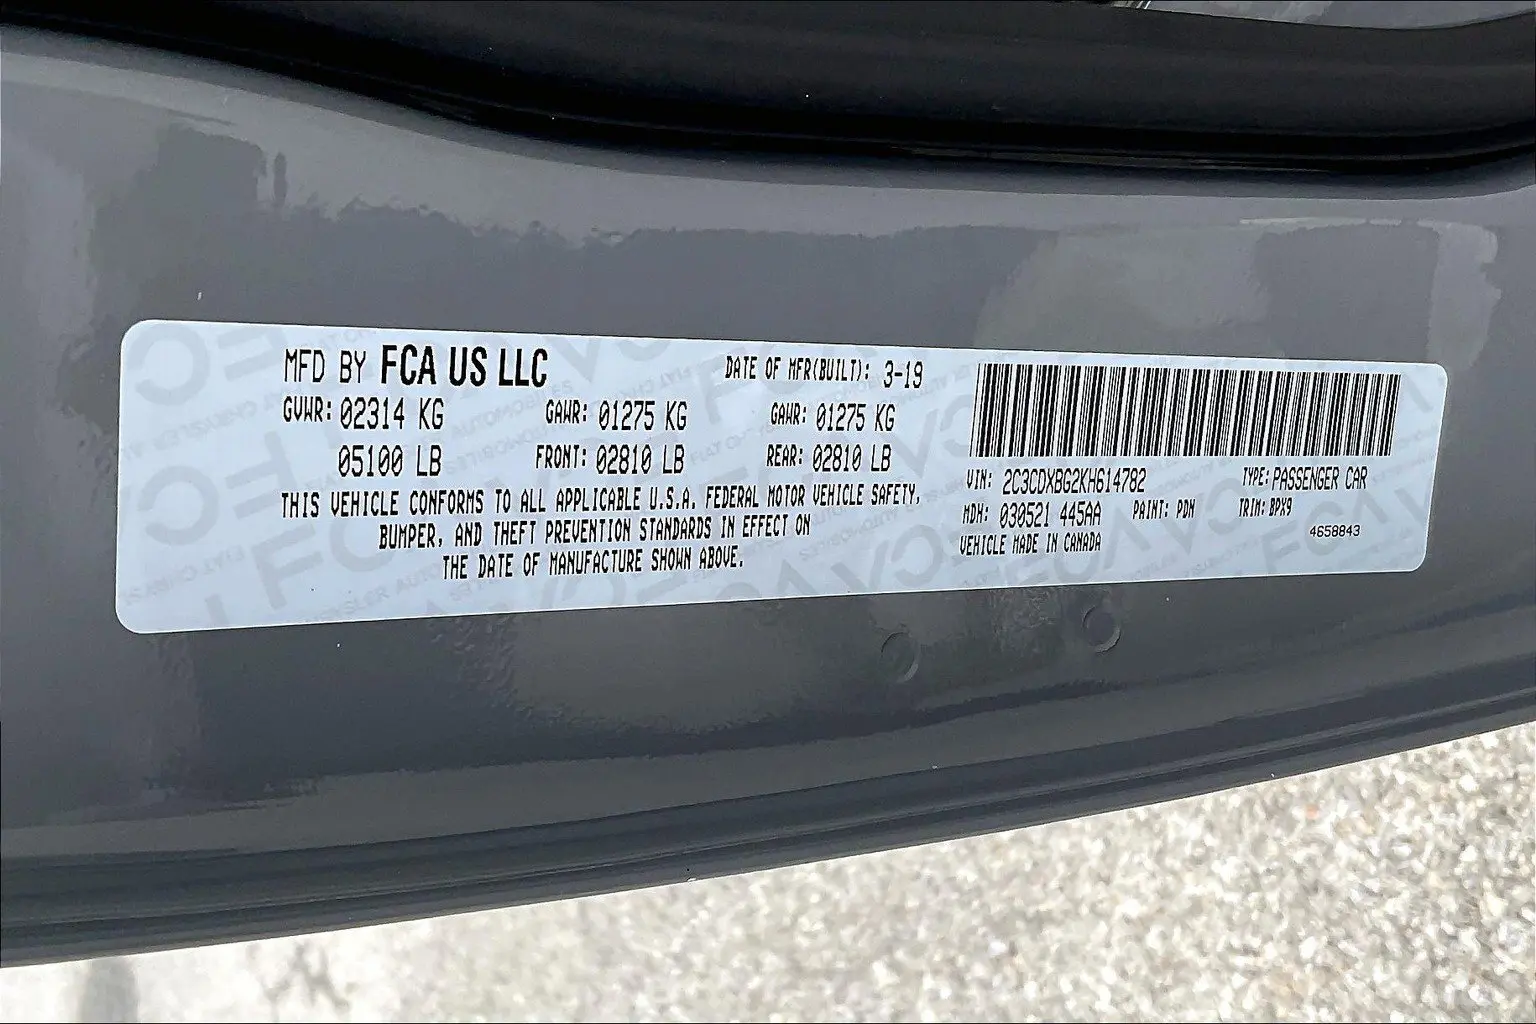 MFD BY FCA US LLC DATE OF MFR(BUILT): 3-19
GVWR: 02314 KG GAWR: 01275 KG GAWR: 01275 KG
05100 LB FRONT: 02810 LB REAR: 02810 LB
THIS VEHICLE CONFORMS TO ALL APPLICABLE U.S.A. FEDERAL MOTOR VEHICLE SAFETY,
BUMPER, AND THEFT PREVENTION STANDARDS IN EFFECT ON
THE DATE OF MANUFACTURE SHOWN ABOVE.
VIN: 2C3CDXBG2KH614782 TYPE: PASSENGER CAR
MDH: 030521 445AA PAINT: PDN TRIM: BPX9
VEHICLE MADE IN CANADA 4658843